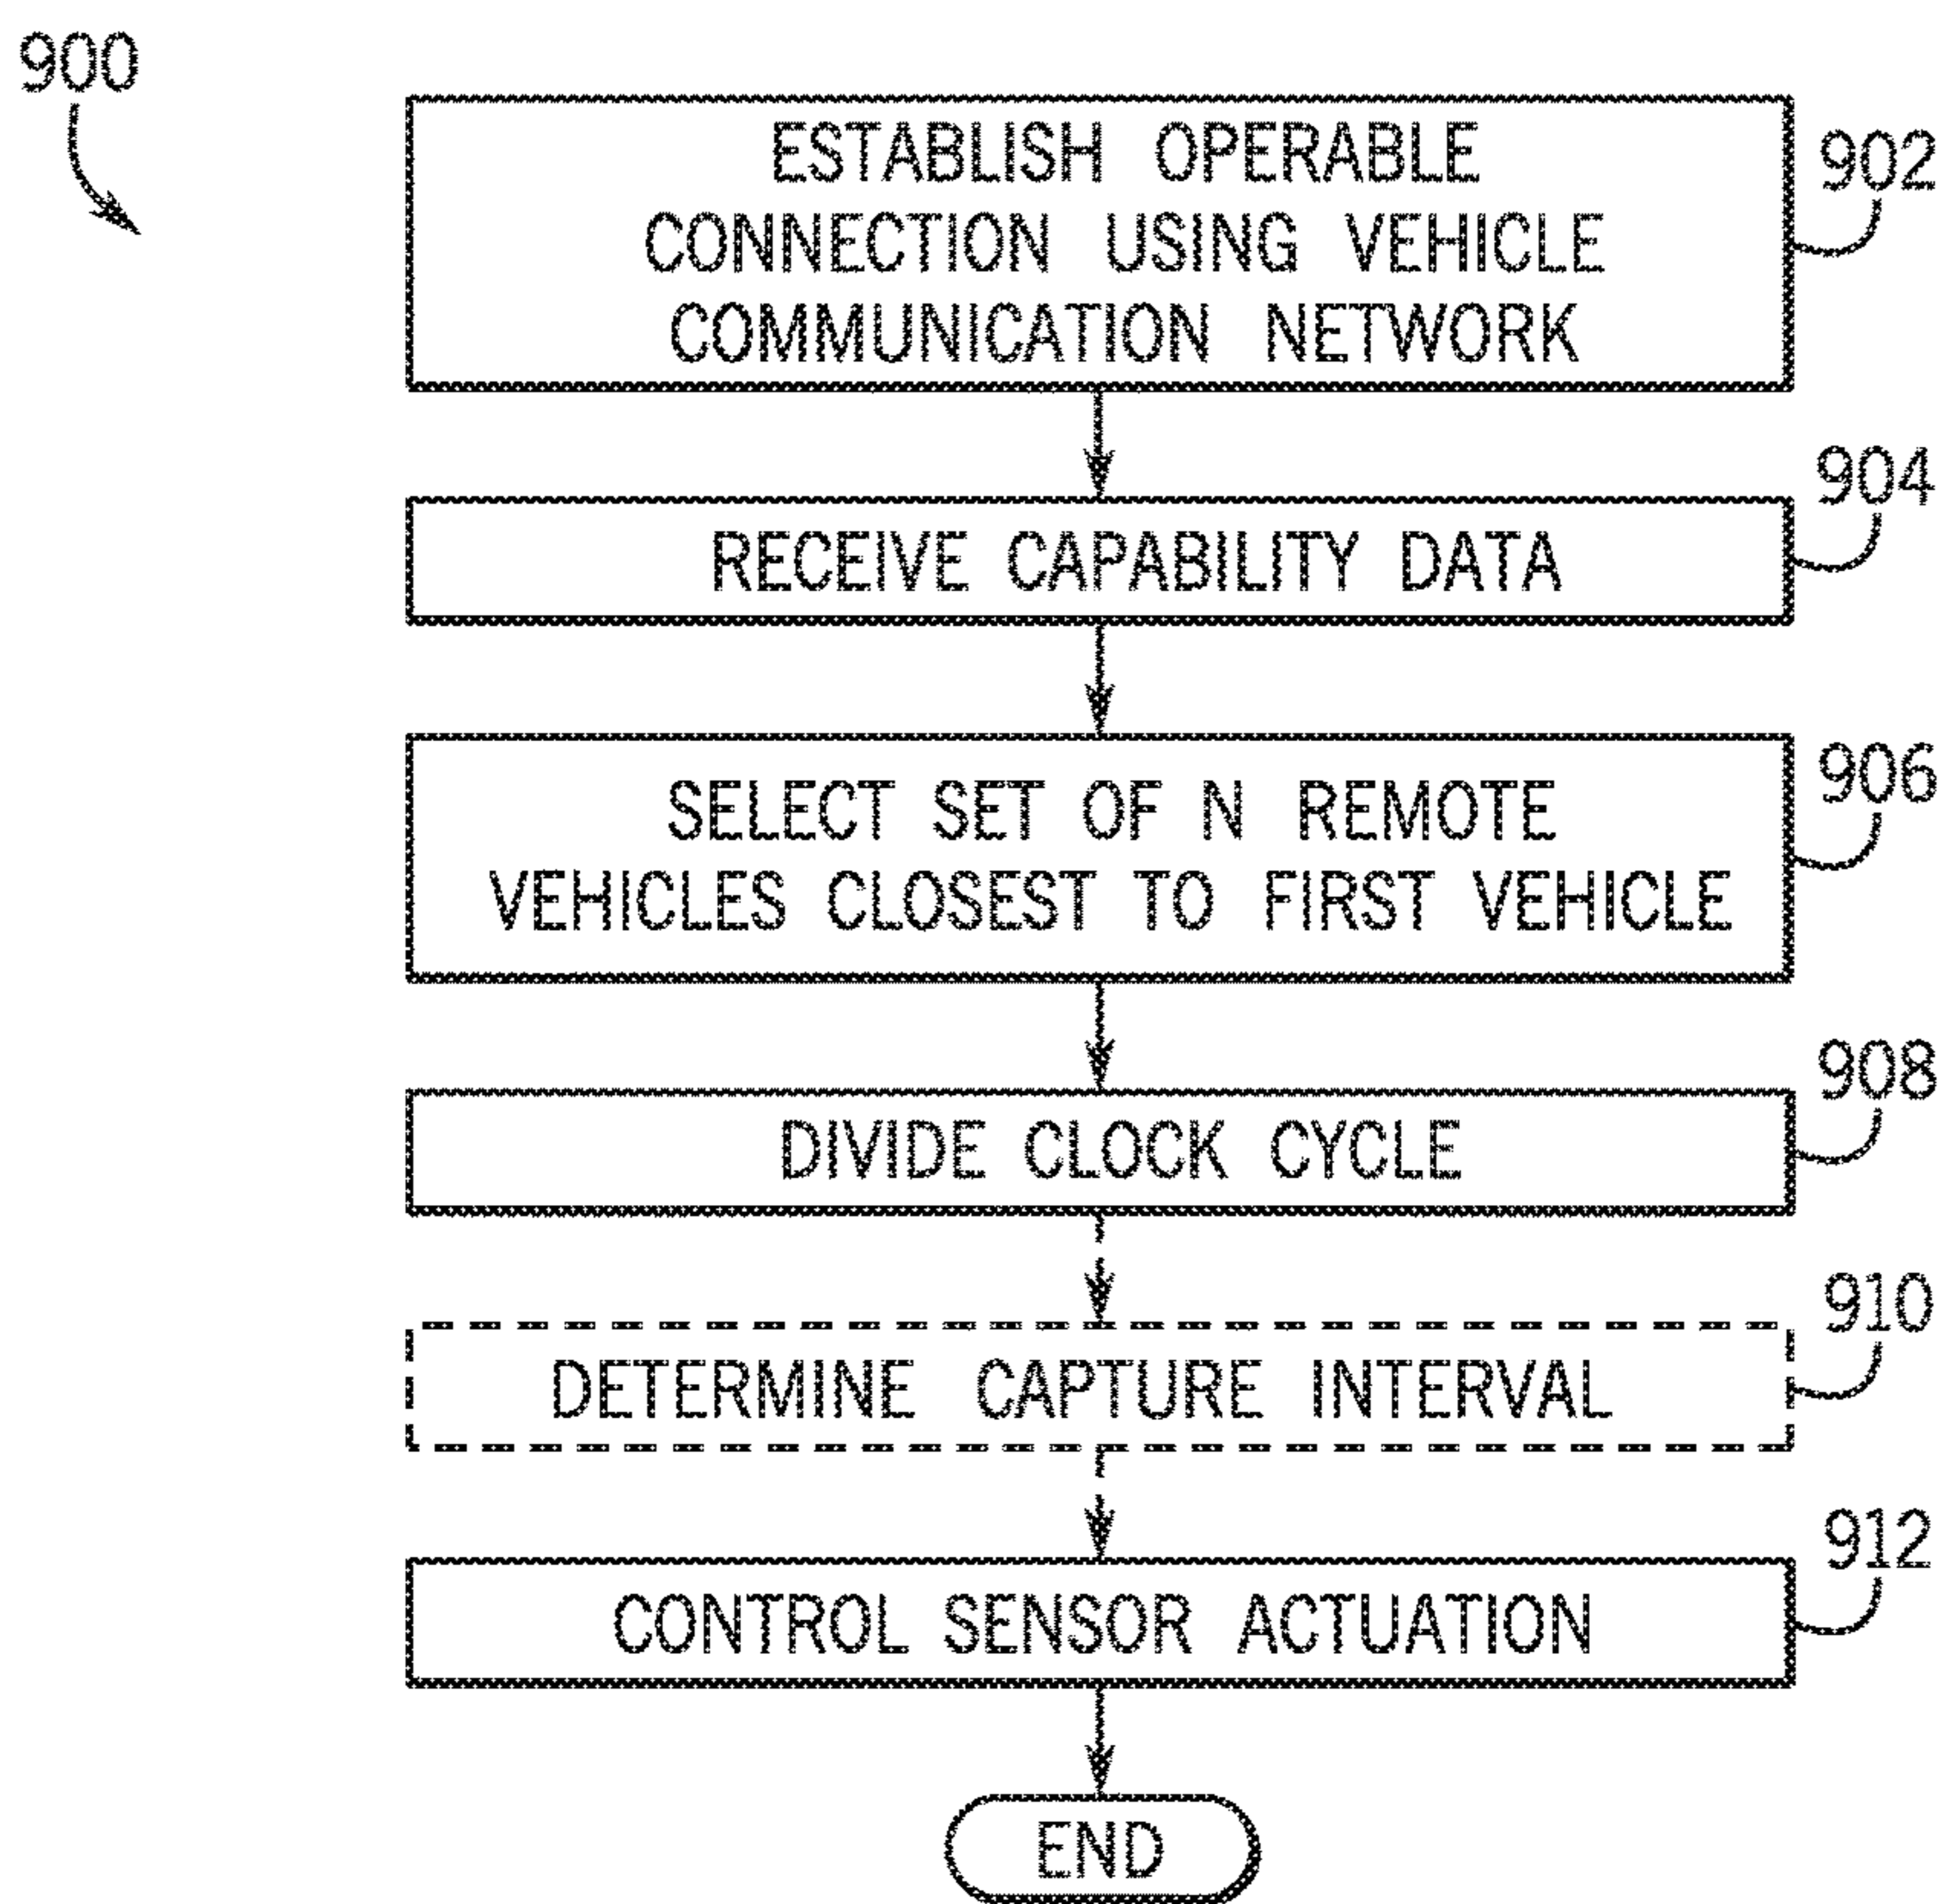 900
ESTABLISH OPERABLE
CONNECTION USING VEHICLE
COMMUNICATION NETWORK
902
RECEIVE CAPABILITY DATA
904
SELECT SET OF N REMOTE
VEHICLES CLOSEST TO FIRST VEHICLE
906
DIVIDE CLOCK CYCLE
908
DETERMINE CAPTURE INTERVAL
910
CONTROL SENSOR ACTUATION
912
END